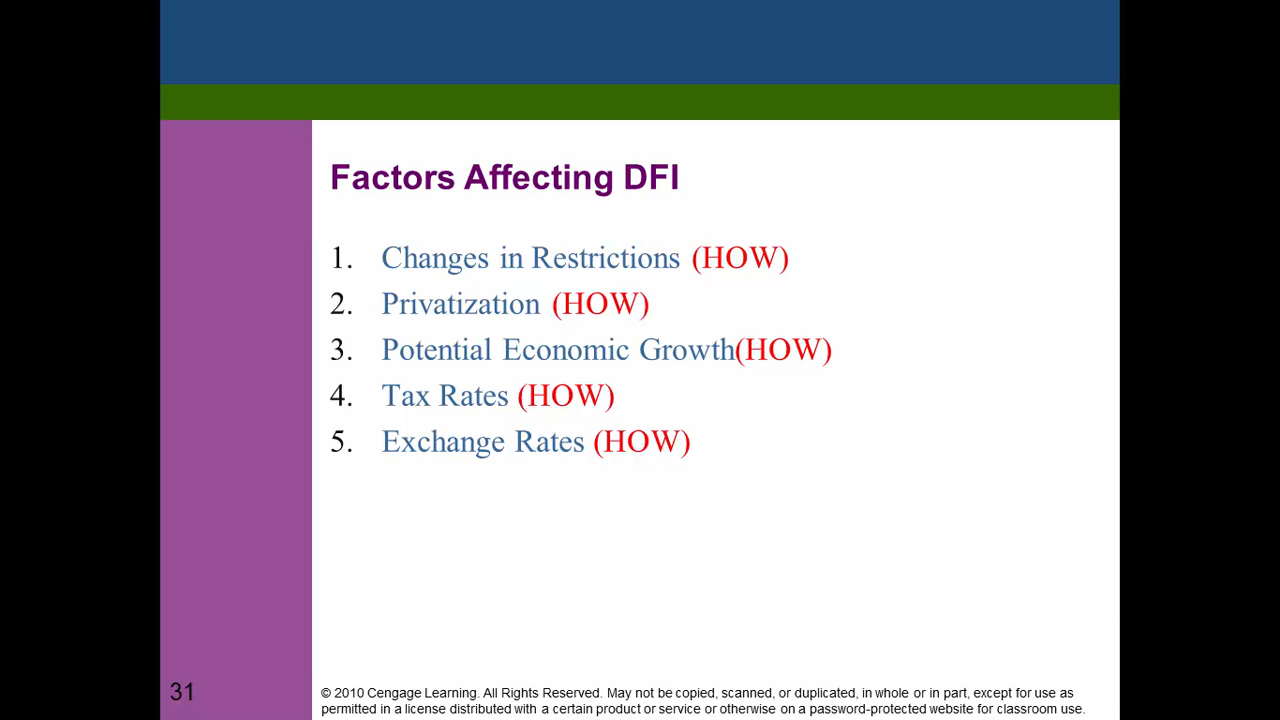 Factors Affecting DFI
1. Changes in Restrictions (HOW)
2. Privatization (HOW)
3. Potential Economic Growth(HOW)
4. Tax Rates (HOW)
5. Exchange Rates (HOW)
31
© 2010 Cengage Learning. All Rights Reserved. May not be copied, scanned, or duplicated, in whole or in part, except for use as
permitted in a license distributed with a certain product or service or otherwise on a password-protected website for classroom use.